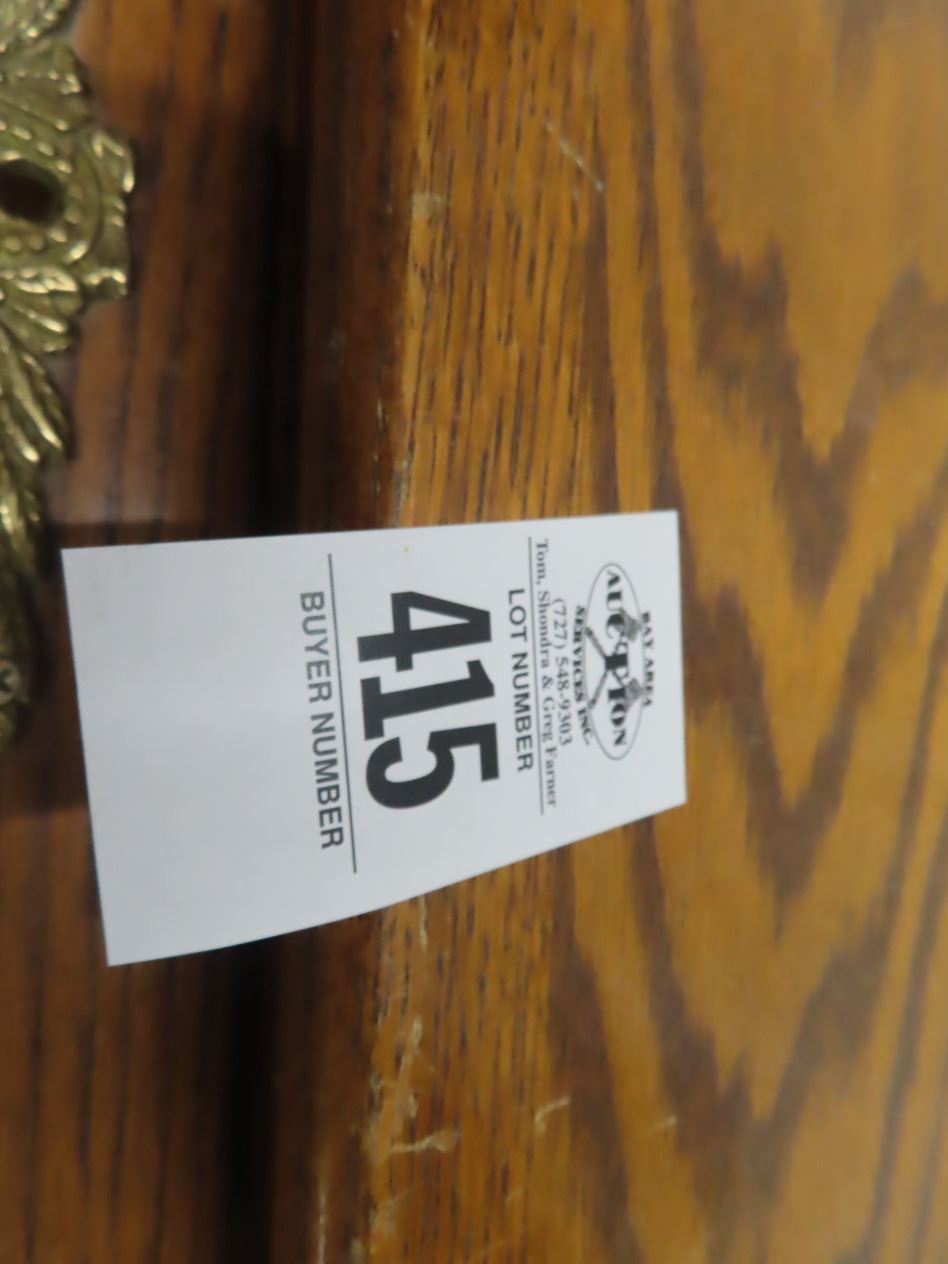 BAY AREA
AUCTION
SERVICES INC.
(727) 548-9303
Tom, Shondra & Greg Farner
LOT NUMBER
415
BUYER NUMBER